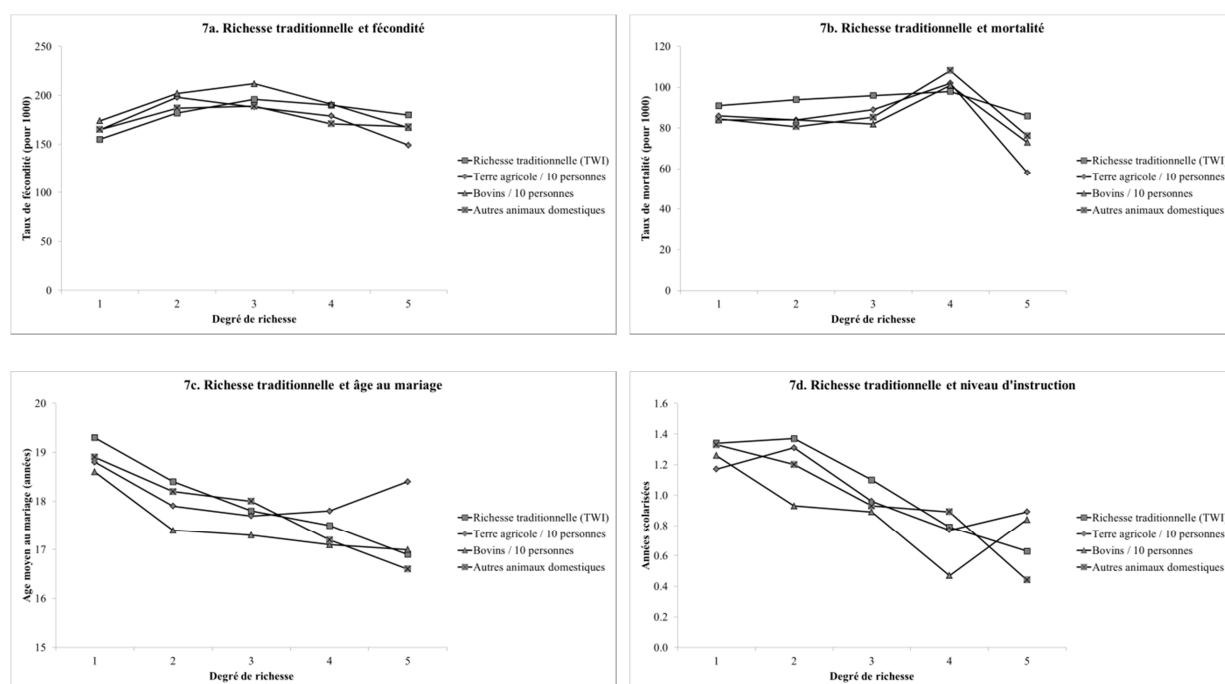 7a. Richesse traditionnelle et fécondité
250
200
150
100
50
0
Taux de fécondité (pour 1000)
1 2 3 4 5
Degré de richesse
Richesse traditionnelle (TWI)
Terre agricole / 10 personnes
Bovins / 10 personnes
Autres animaux domestiques
7b. Richesse traditionnelle et mortalité
120
100
80
60
40
20
0
Taux de mortalité (pour 1000)
1 2 3 4 5
Degré de richesse
Richesse traditionnelle (TWI)
Terre agricole / 10 personnes
Bovins / 10 personnes
Autres animaux domestiques
7c. Richesse traditionnelle et âge au mariage
20
19
18
17
16
15
Age moyen au mariage (années)
1 2 3 4 5
Degré de richesse
Richesse traditionnelle (TWI)
Terre agricole / 10 personnes
Bovins / 10 personnes
Autres animaux domestiques
7d. Richesse traditionnelle et niveau d'instruction
1.6
1.4
1.2
1.0
0.8
0.6
0.4
0.2
0.0
Années scolarisées
1 2 3 4 5
Degré de richesse
Richesse traditionnelle (TWI)
Terre agricole / 10 personnes
Bovins / 10 personnes
Autres animaux domestiques